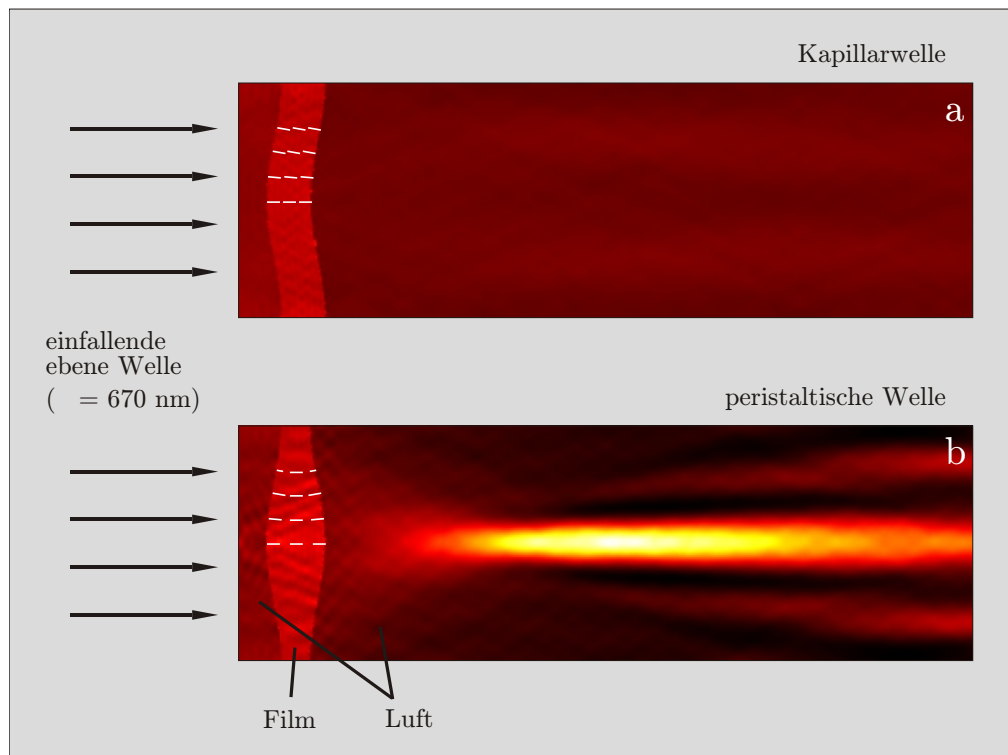 Kapillarwelle
a
einfallende
ebene Welle
( = 670 nm)
peristaltische Welle
b
Film
Luft